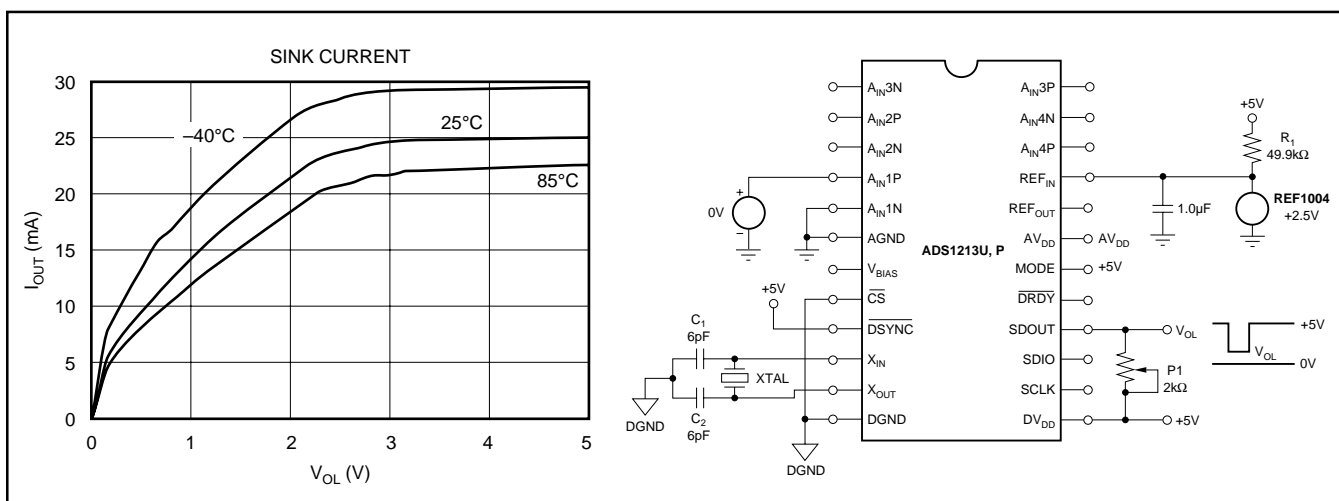 SINK CURRENT
30
25
20
15
10
5
0
I_OUT (mA)
–40°C
25°C
85°C
0
1
2
3
4
5
V_OL (V)
A_IN3N
A_IN2P
A_IN2N
A_IN1P
A_IN1N
AGND
V_BIAS
CS
DSYNC
X_IN
X_OUT
DGND
ADS1213U, P
A_IN3P
A_IN4N
A_IN4P
REF_IN
REF_OUT
AV_DD
MODE
DRDY
SDOUT
SDIO
SCLK
DV_DD
+
0V
–
+5V
C1
6pF
XTAL
C2
6pF
DGND
DGND
+5V
R1
49.9kΩ
1.0µF
REF1004
+2.5V
AV_DD
+5V
V_OL
P1
2kΩ
+5V
+5V
V_OL
0V